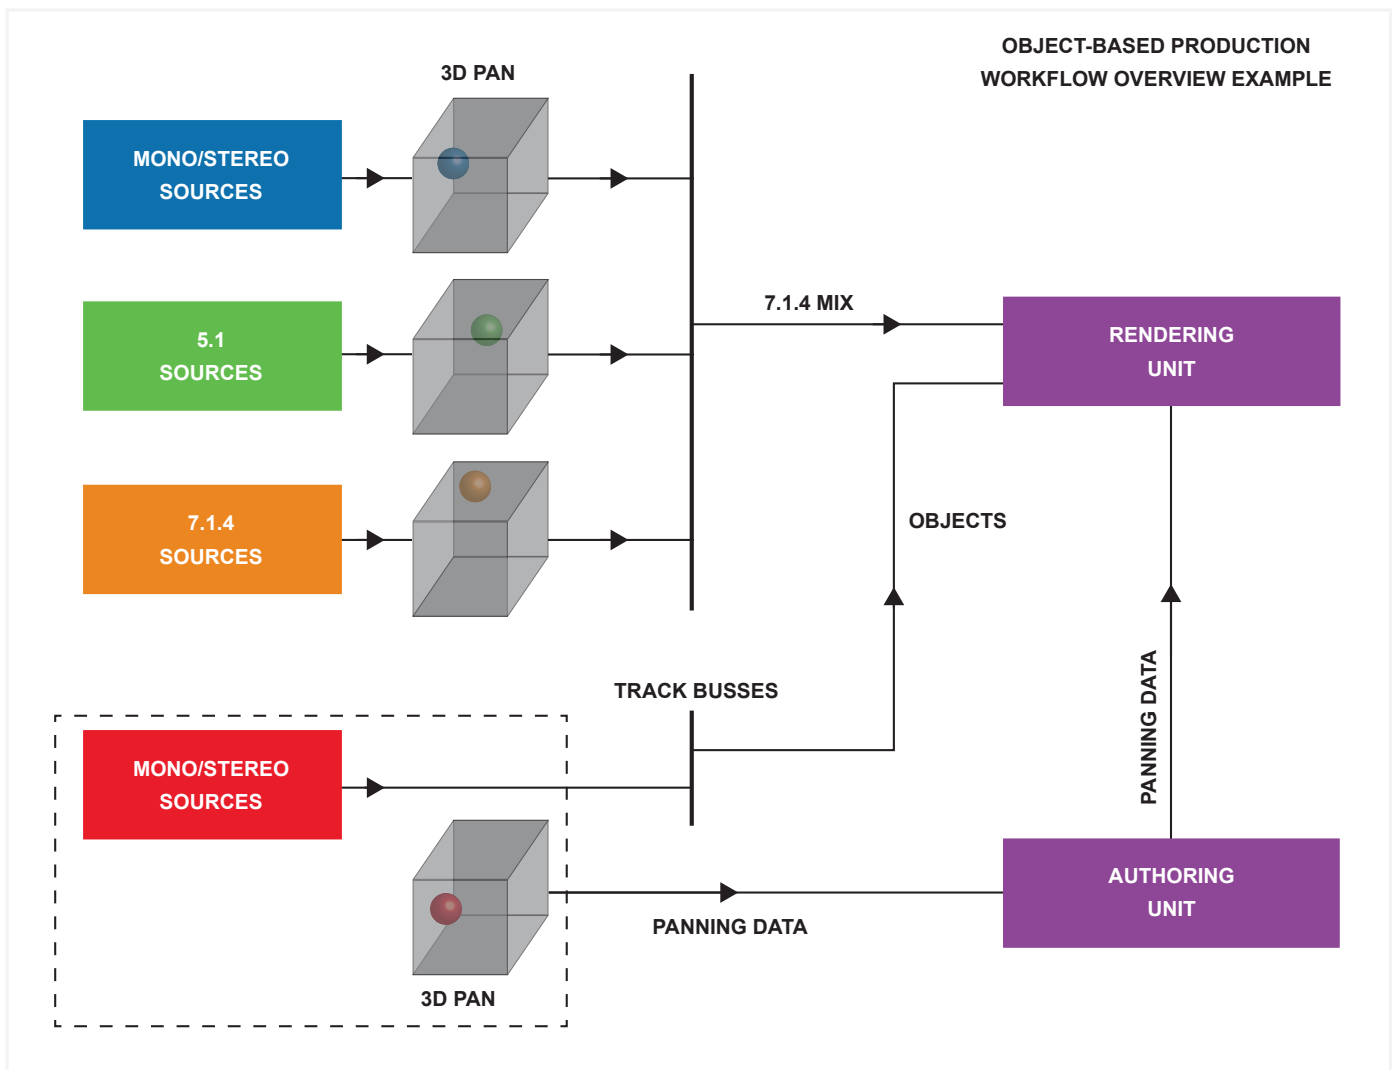 OBJECT-BASED PRODUCTION
WORKFLOW OVERVIEW EXAMPLE
3D PAN
MONO/STEREO
SOURCES
5.1
SOURCES
7.1.4 MIX
RENDERING
UNIT
7.1.4
SOURCES
OBJECTS
TRACK BUSSES
PANNING DATA
MONO/STEREO
SOURCES
AUTHORING
UNIT
PANNING DATA
3D PAN